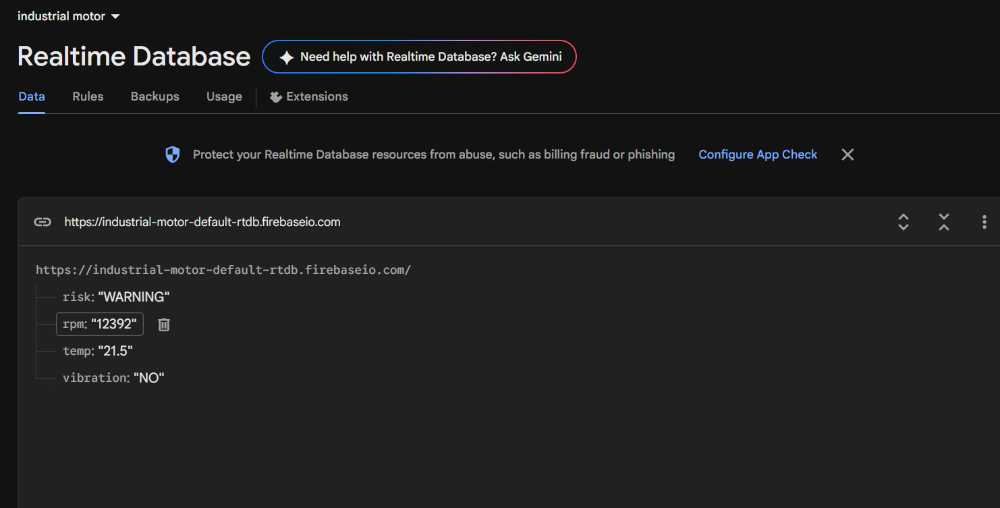 industrial motor
Realtime Database
Need help with Realtime Database? Ask Gemini
Data Rules Backups Usage Extensions
Protect your Realtime Database resources from abuse, such as billing fraud or phishing Configure App Check
https://industrial-motor-default-rtdb.firebaseio.com
https://industrial-motor-default-rtdb.firebaseio.com/
risk: "WARNING"
rpm: "12392"
temp: "21.5"
vibration: "NO"